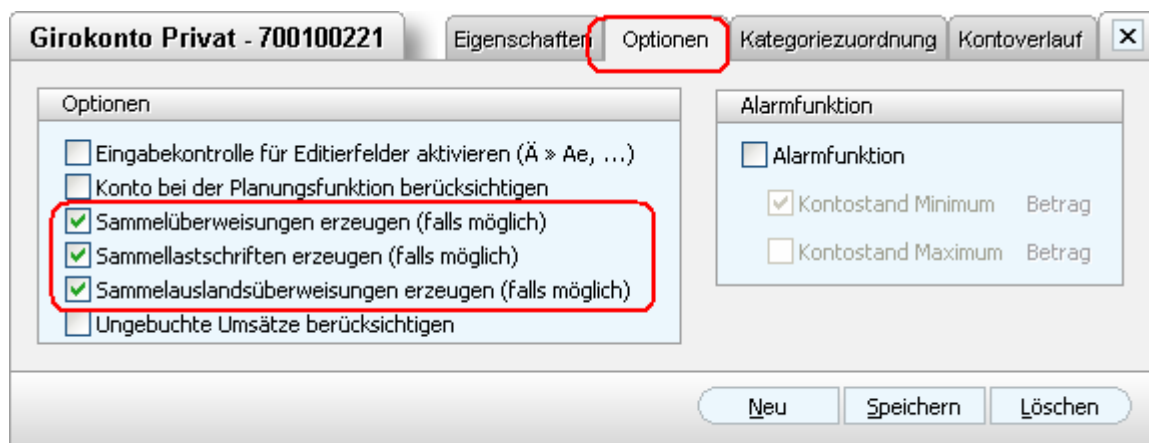 Girokonto Privat - 700100221
Eigenschaften Optionen Kategoriezuordnung Kontoverlauf
Optionen
Eingabekontrolle für Editierfelder aktivieren (Ä » Ae, ...)
Konto bei der Planungsfunktion berücksichtigen
Sammelüberweisungen erzeugen (falls möglich)
Sammellastschriften erzeugen (falls möglich)
Sammelauslandsüberweisungen erzeugen (falls möglich)
Ungebuchte Umsätze berücksichtigen
Alarmfunktion
Alarmfunktion
Kontostand Minimum Betrag
Kontostand Maximum Betrag
Neu Speichern Löschen